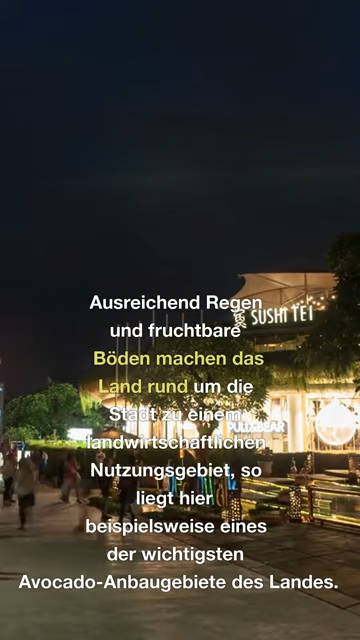 Ausreichend Regen
und fruchtbare
Böden machen das
Land rund um die
Stadt zu einem
landwirtschaftlichen
Nutzungsgebiet, so
liegt hier
beispielsweise eines
der wichtigsten
Avocado-Anbaugebiete des Landes.
SUSHI TEI
PULL&BEAR